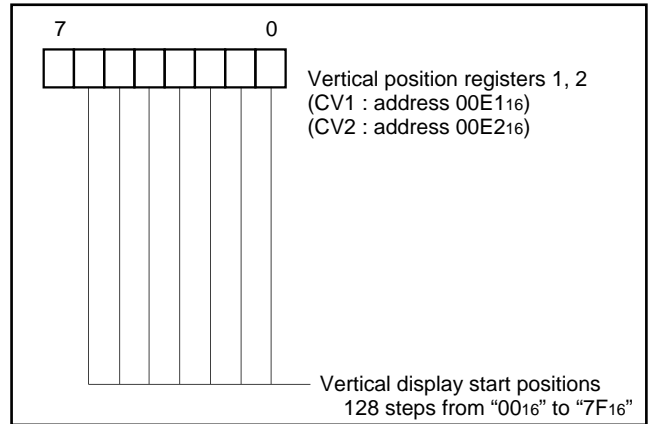 7 0
Vertical position registers 1, 2
(CV1 : address 00E116)
(CV2 : address 00E216)
Vertical display start positions
128 steps from “0016” to “7F16”